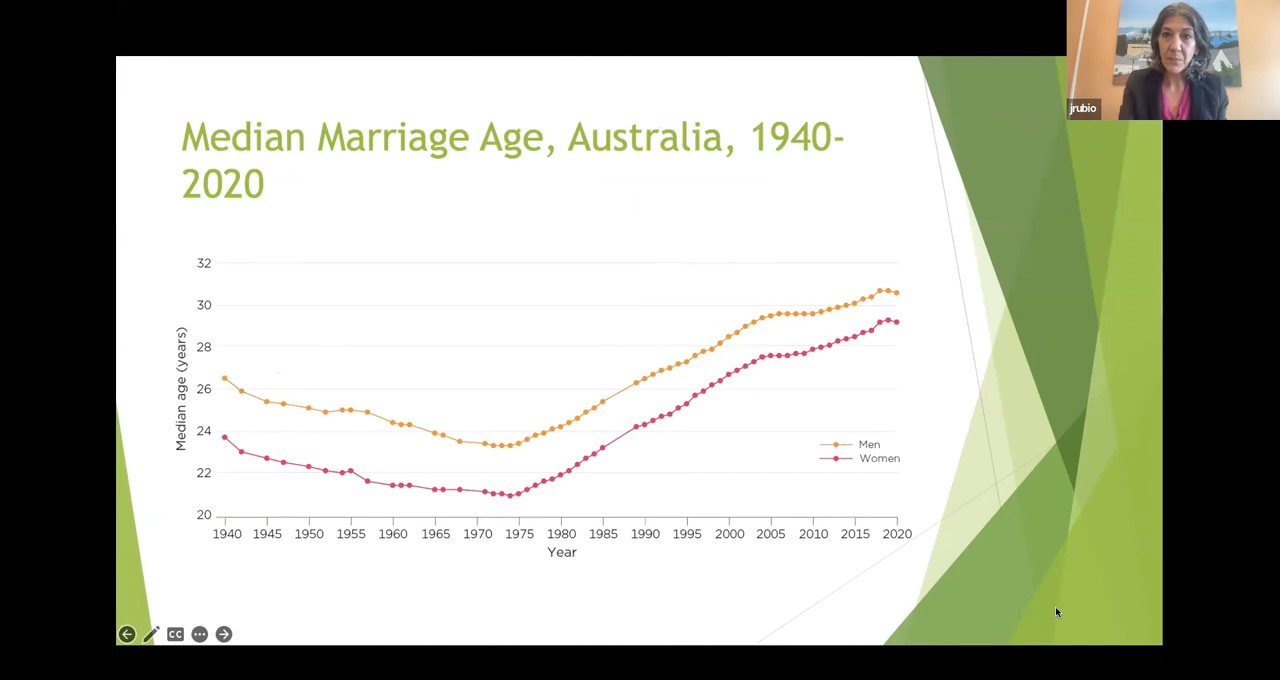 jrubio
Median Marriage Age, Australia, 1940-
2020
32
30
28
26
24
22
20
Median age (years)
Men
Women
1940 1945 1950 1955 1960 1965 1970 1975 1980 1985 1990 1995 2000 2005 2010 2015 2020
Year
CC